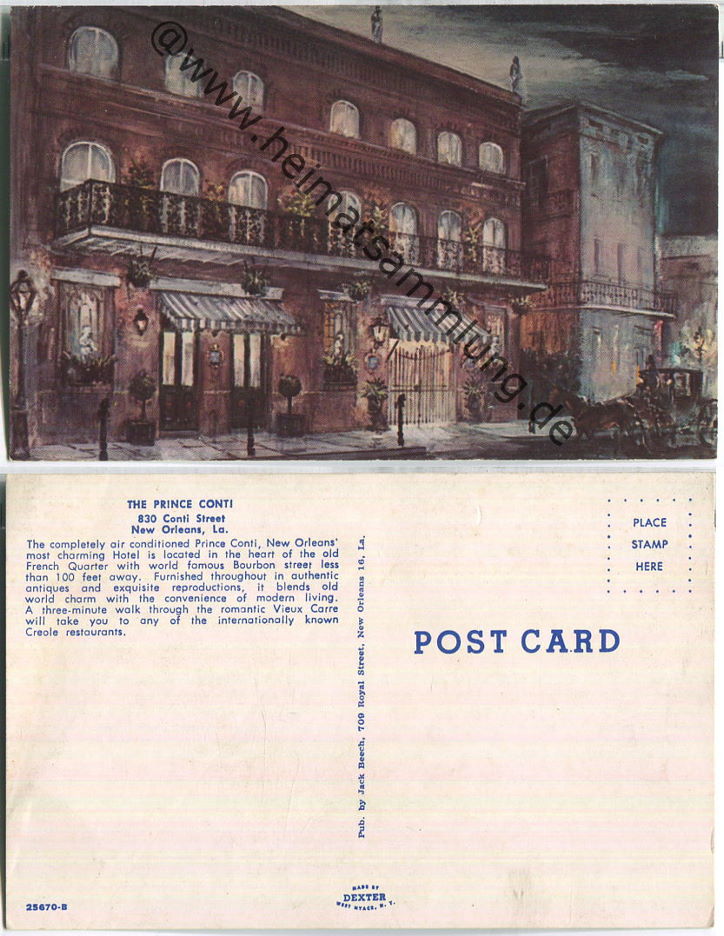 @www.heimatsammlung.de
THE PRINCE CONTI
830 Conti Street
New Orleans, La.
The completely air conditioned Prince Conti, New Orleans'
most charming Hotel is located in the heart of the old
French Quarter with world famous Bourbon street less
than 100 feet away. Furnished throughout in authentic
antiques and exquisite reproductions, it blends old
world charm with the convenience of modern living.
A three-minute walk through the romantic Vieux Carre
will take you to any of the internationally known
Creole restaurants.
25670-B
Pub. by Jack Beech, 709 Royal Street, New Orleans 16, La.
MADE BY
DEXTER
WEST NYACK, N. Y.
POST CARD
PLACE
STAMP
HERE